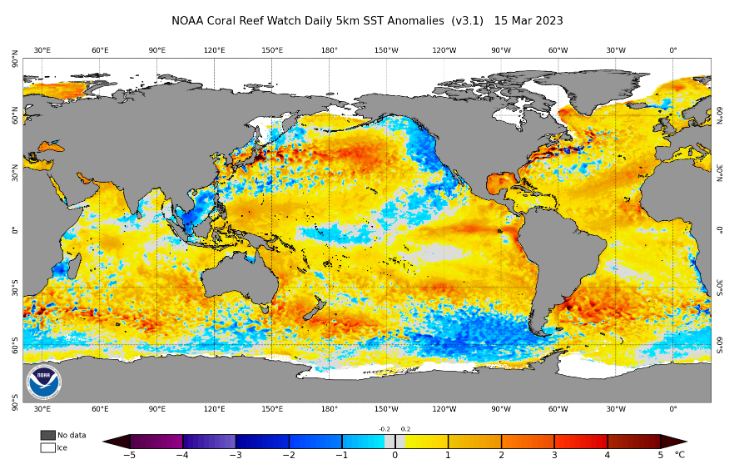 NOAA Coral Reef Watch Daily 5km SST Anomalies (v3.1) 15 Mar 2023
30°E 60°E 90°E 120°E 150°E 180° 150°W 120°W 90°W 60°W 30°W 0°
90°N 90°N
60°N 60°N
30°N 30°N
0° 0°
30°S 30°S
60°S 60°S
NOAA
90°S 90°S
30°E 60°E 90°E 120°E 150°E 180° 150°W 120°W 90°W 60°W 30°W 0°
-0.2 0.2
No data
Ice
−5 −4 −3 −2 −1 0 1 2 3 4 5 °C